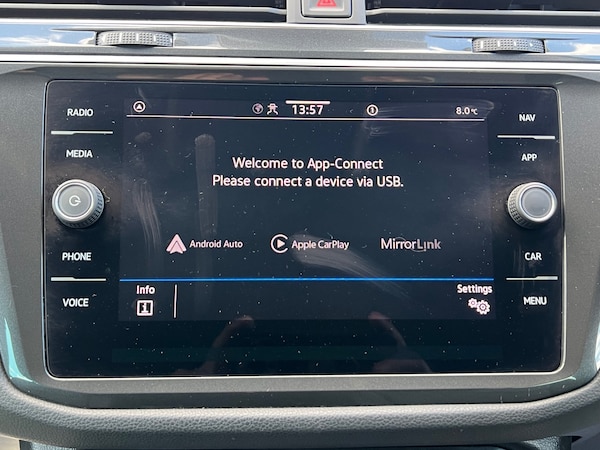 RADIO
MEDIA
PHONE
VOICE
13:57
8.0°C
Welcome to App-Connect
Please connect a device via USB.
Android Auto
Apple CarPlay
MirrorLink
Info
Settings
NAV
APP
CAR
MENU